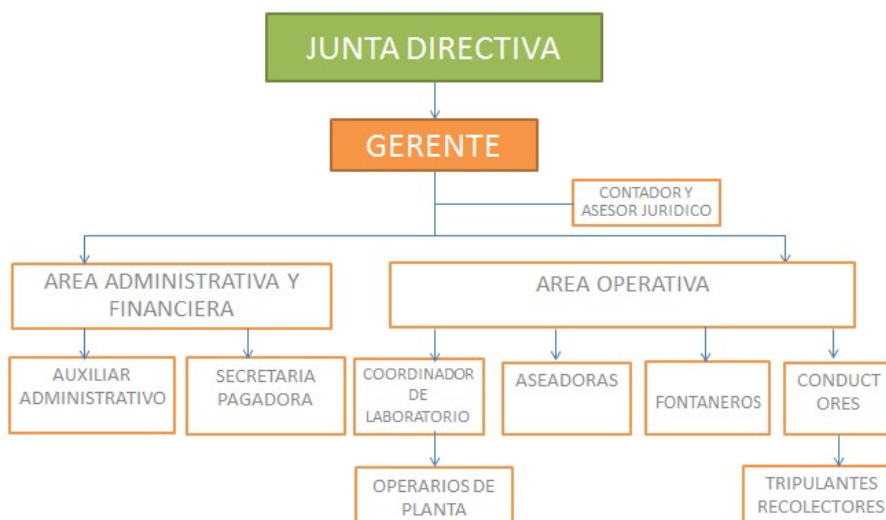 JUNTA DIRECTIVA
GERENTE
CONTADOR Y
ASESOR JURIDICO
AREA ADMINISTRATIVA Y
FINANCIERA
AREA OPERATIVA
AUXILIAR
ADMINISTRATIVO
SECRETARIA
PAGADORA
COORDINADOR
DE
LABORATORIO
ASEADORAS
FONTANEROS
CONDUCT
ORES
OPERARIOS DE
PLANTA
TRIPULANTES
RECOLECTORES